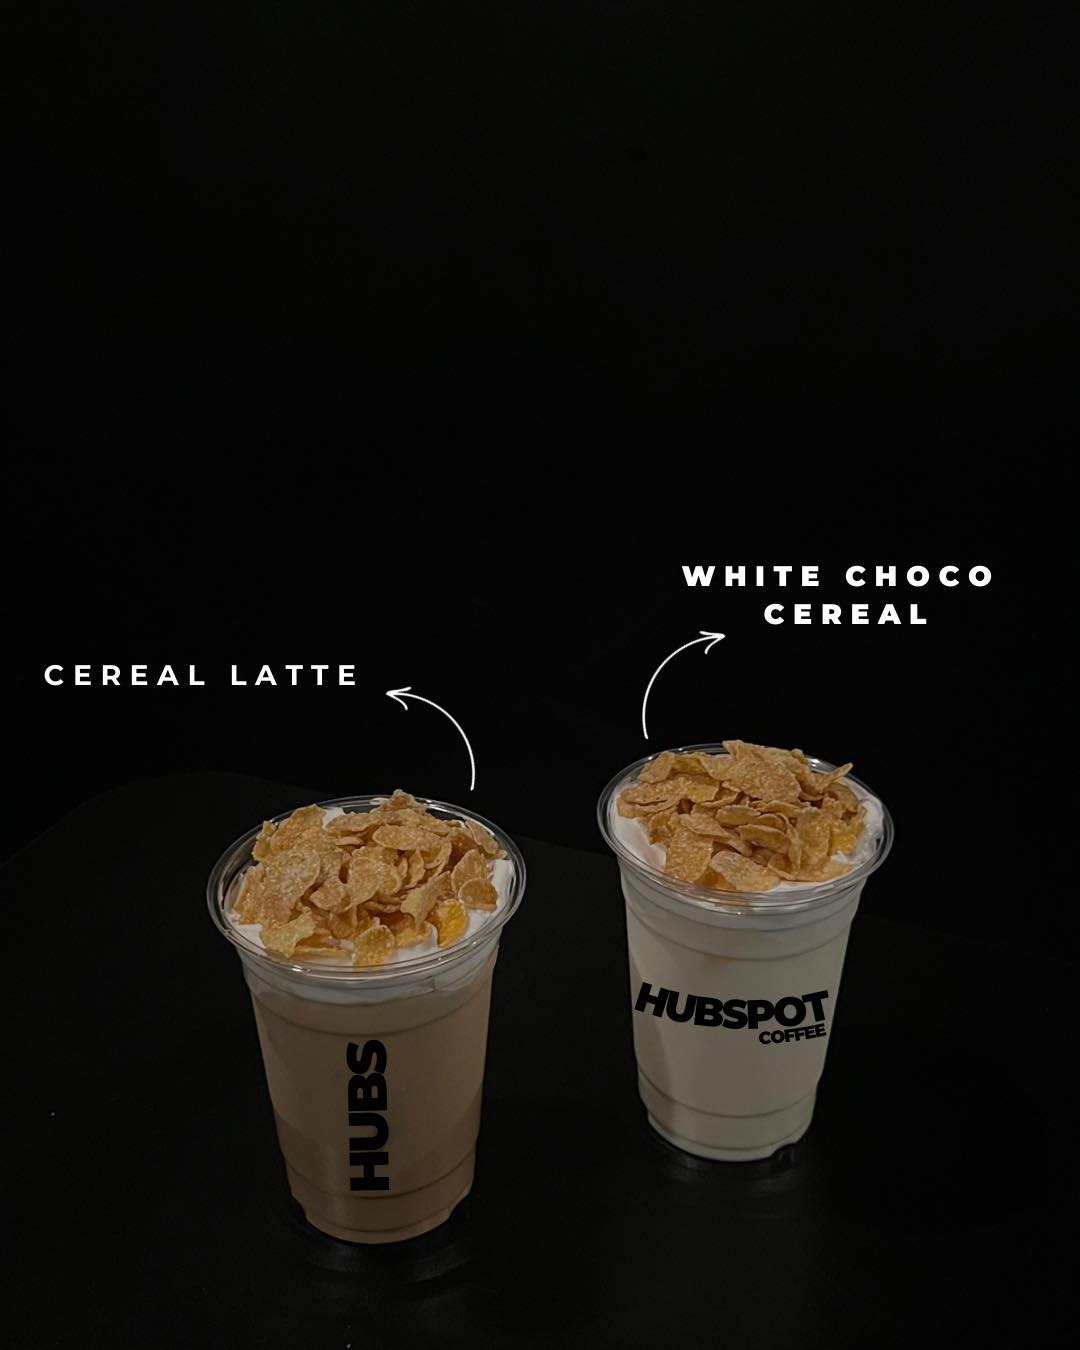 WHITE CHOCO
CEREAL
CEREAL LATTE
HUBSPOT
COFFEE
HUBS